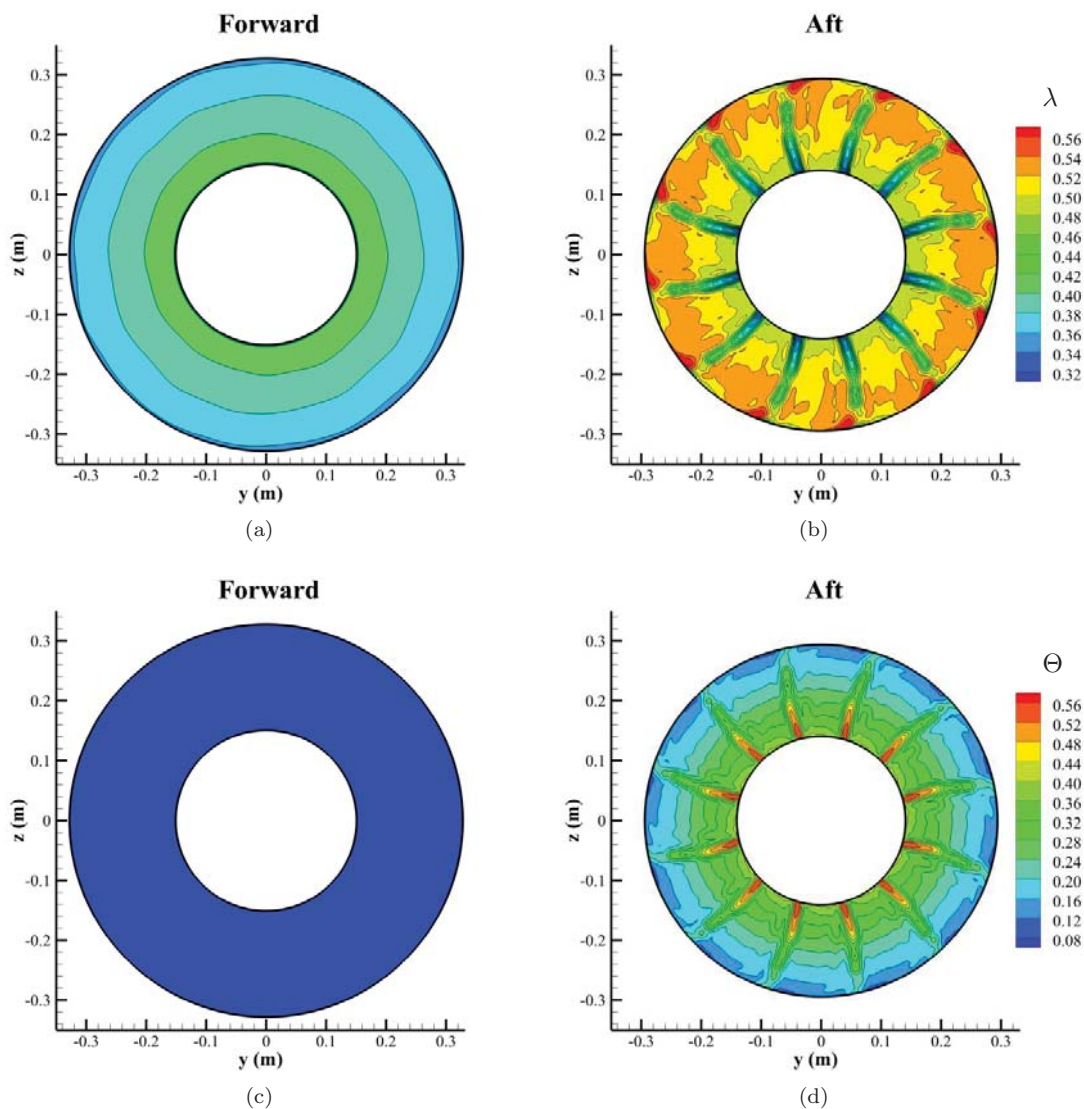 Forward
z (m)
0.3
0.2
0.1
0
-0.1
-0.2
-0.3
-0.3 -0.2 -0.1 0 0.1 0.2 0.3
y (m)
(a)
Aft
z (m)
0.3
0.2
0.1
0
-0.1
-0.2
-0.3
-0.3 -0.2 -0.1 0 0.1 0.2 0.3
y (m)
(b)
λ
0.56
0.54
0.52
0.50
0.48
0.46
0.44
0.42
0.40
0.38
0.36
0.34
0.32
Forward
z (m)
0.3
0.2
0.1
0
-0.1
-0.2
-0.3
-0.3 -0.2 -0.1 0 0.1 0.2 0.3
y (m)
(c)
Aft
z (m)
0.3
0.2
0.1
0
-0.1
-0.2
-0.3
-0.3 -0.2 -0.1 0 0.1 0.2 0.3
y (m)
(d)
Θ
0.56
0.52
0.48
0.44
0.40
0.36
0.32
0.28
0.24
0.20
0.16
0.12
0.08